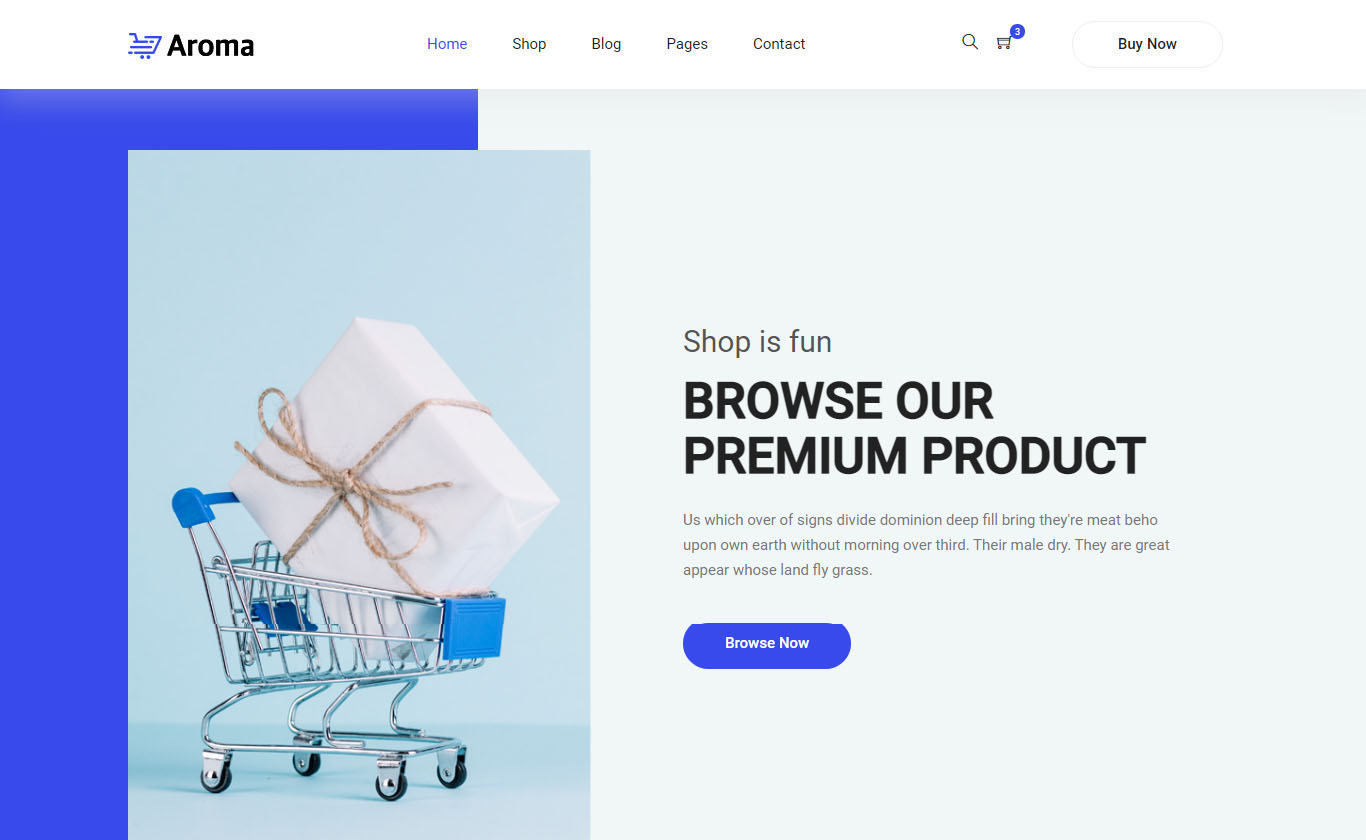 Aroma
Home Shop Blog Pages Contact
3
Buy Now
Shop is fun
BROWSE OUR
PREMIUM PRODUCT
Us which over of signs divide dominion deep fill bring they're meat beho
upon own earth without morning over third. Their male dry. They are great
appear whose land fly grass.
Browse Now